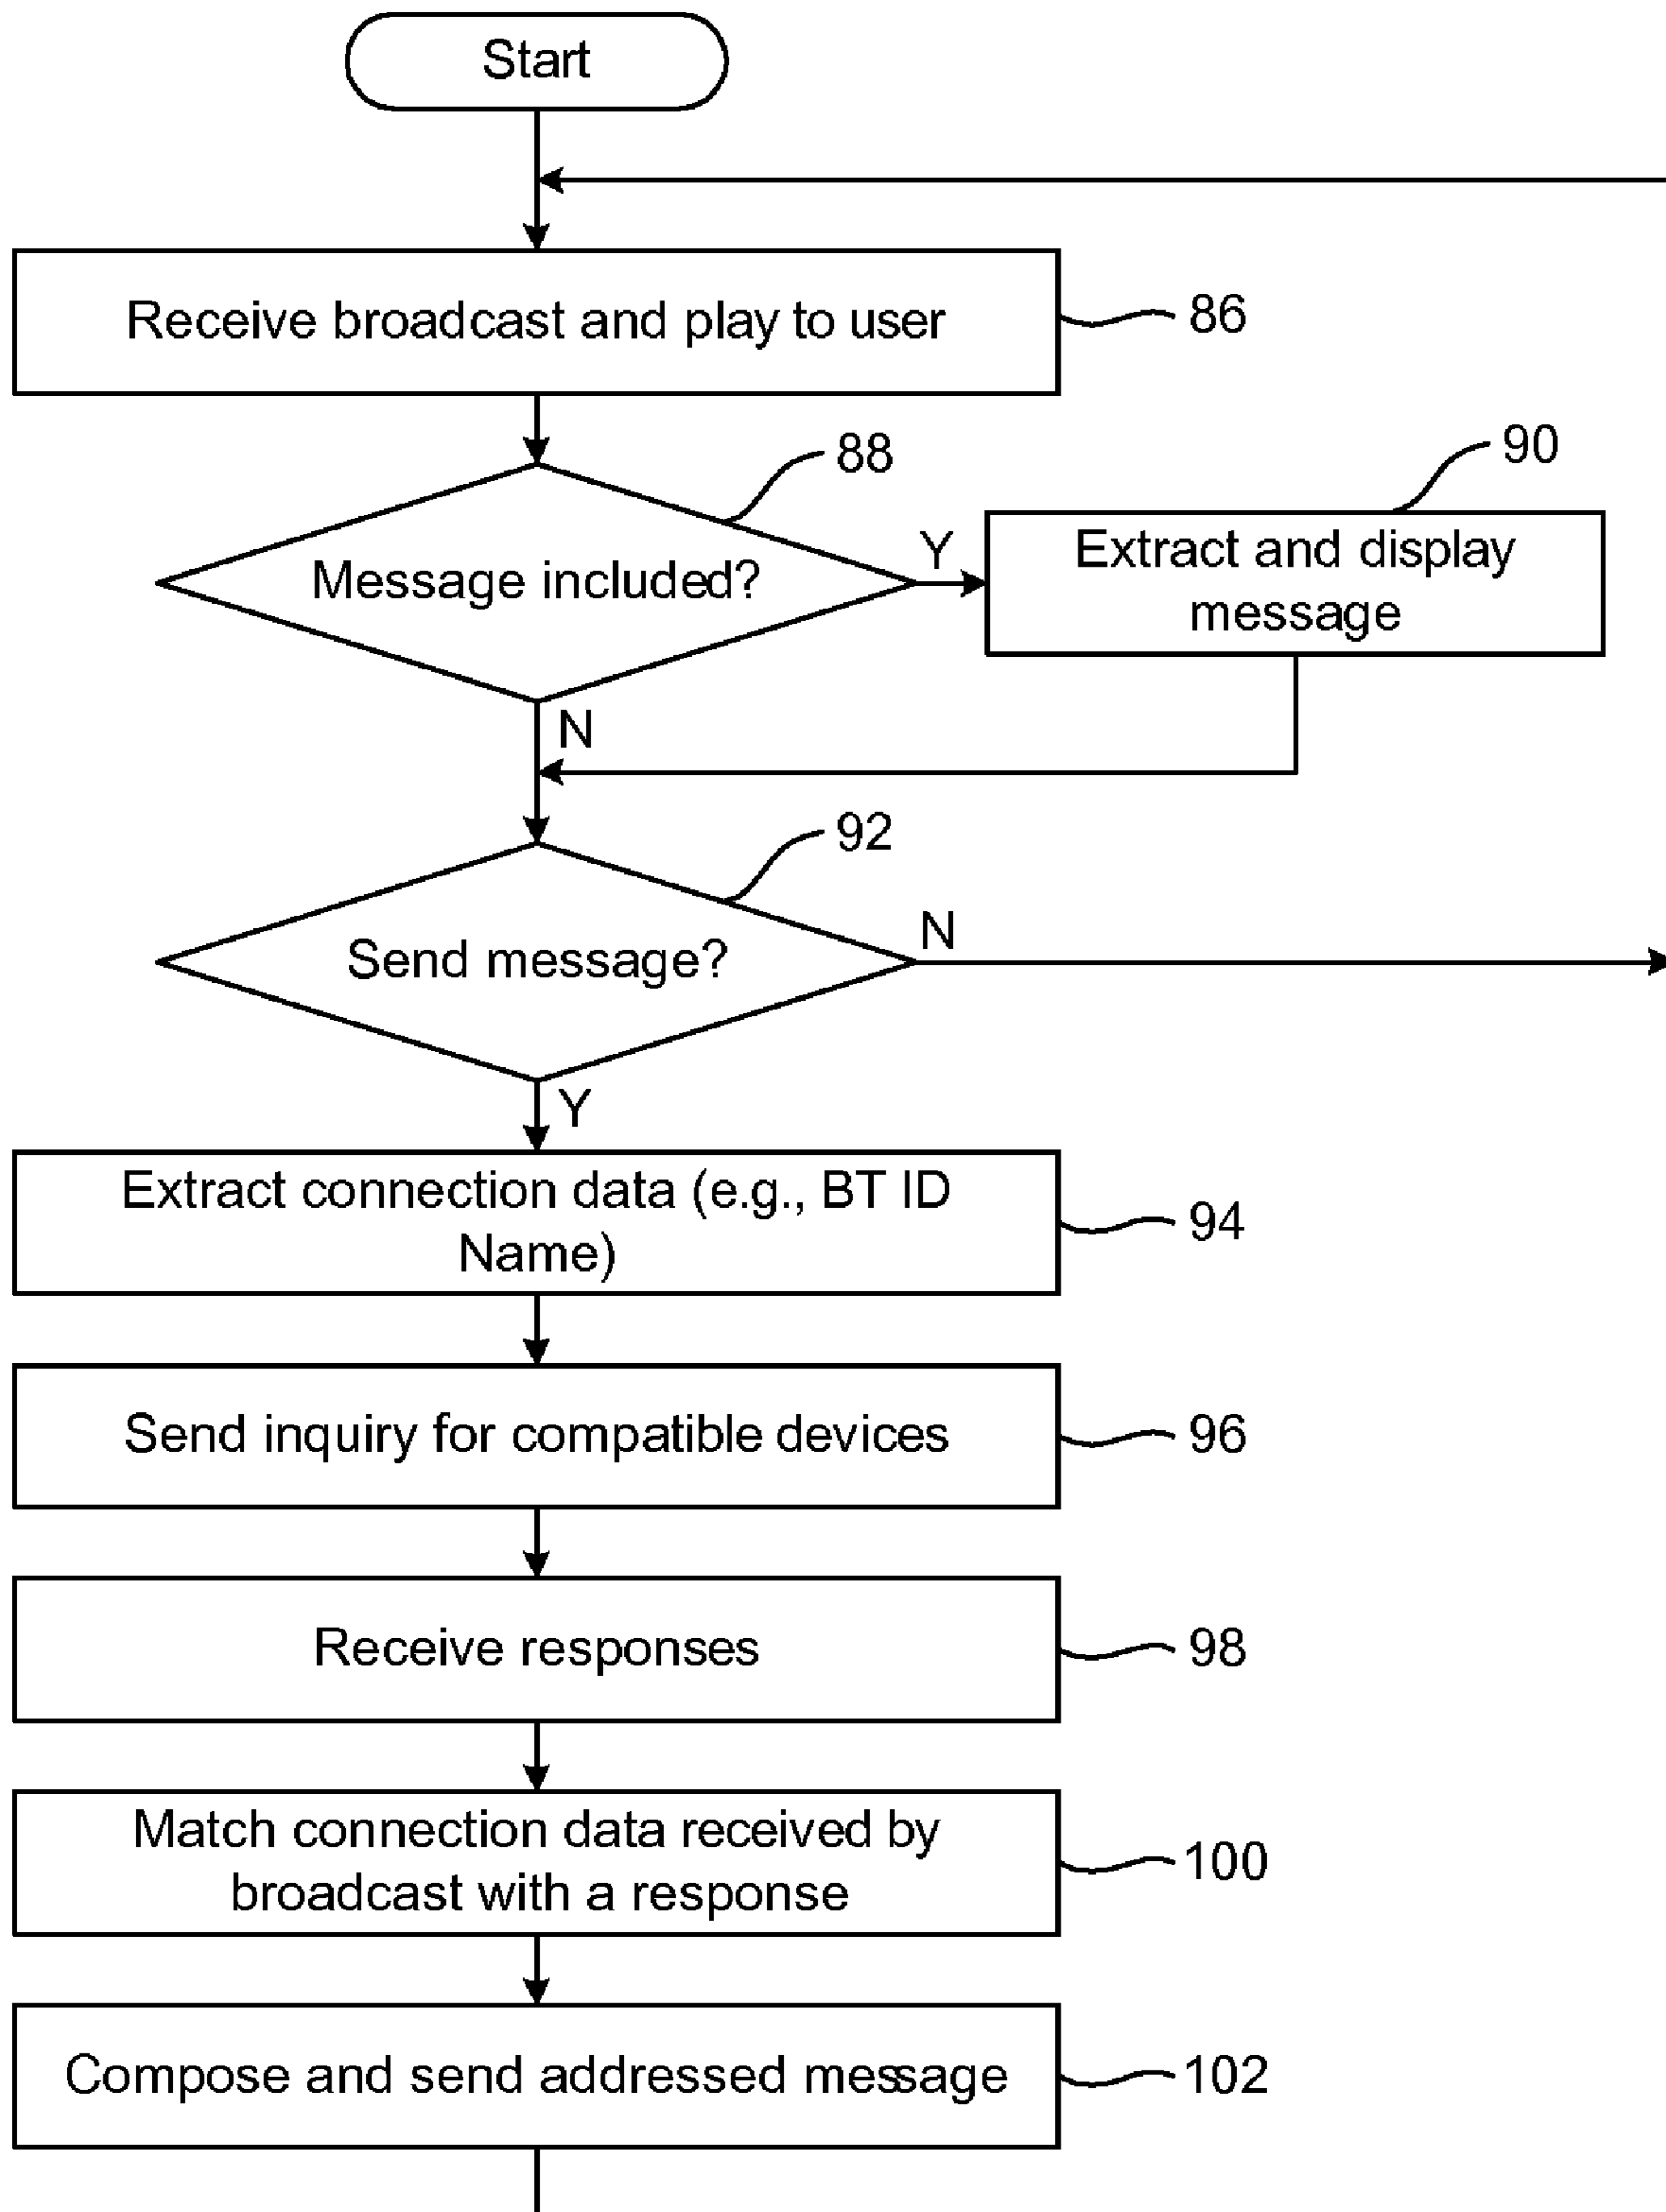 Start
Receive broadcast and play to user
86
88
90
Message included?
Y
Extract and display
message
N
92
Send message?
N
Y
Extract connection data (e.g., BT ID
Name)
94
Send inquiry for compatible devices
96
Receive responses
98
Match connection data received by
broadcast with a response
100
Compose and send addressed message
102